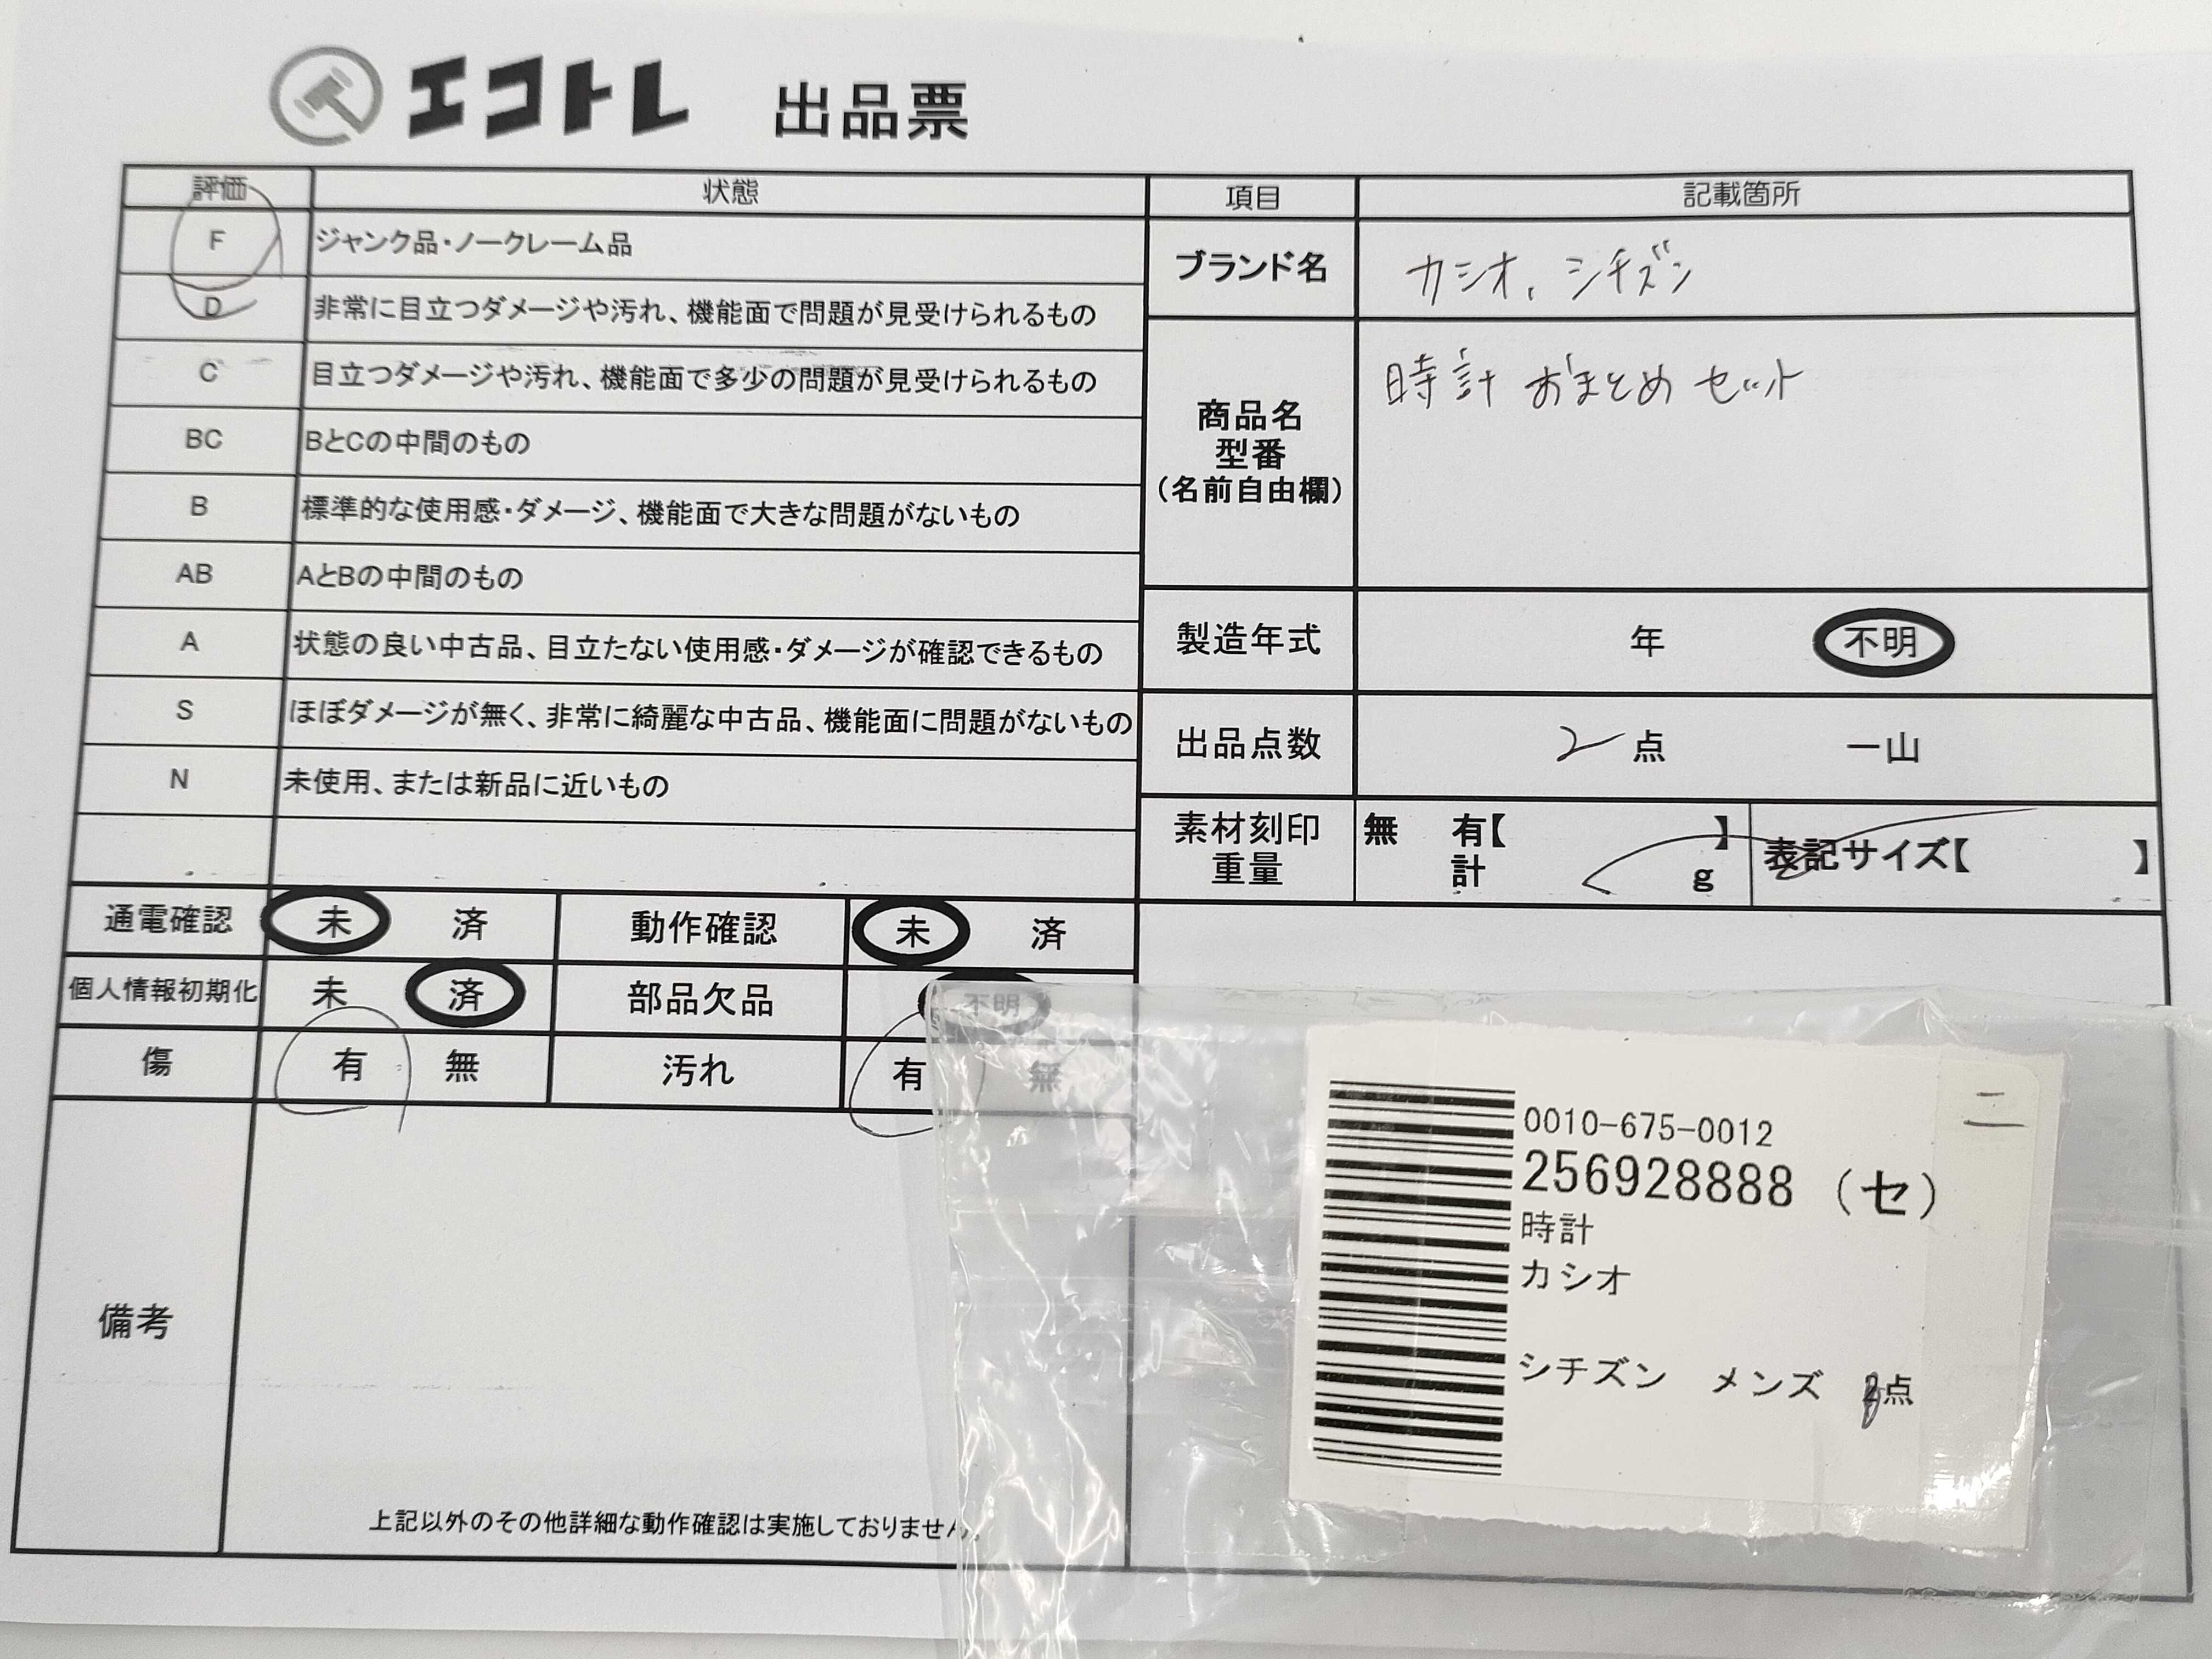 エコトレ 出品票
評価 状態
F ジャンク品・ノークレーム品
D 非常に目立つダメージや汚れ、機能面で問題が見受けられるもの
C 目立つダメージや汚れ、機能面で多少の問題が見受けられるもの
BC BとCの中間のもの
B 標準的な使用感・ダメージ、機能面で大きな問題がないもの
AB AとBの中間のもの
A 状態の良い中古品、目立たない使用感・ダメージが確認できるもの
S ほぼダメージが無く、非常に綺麗な中古品、機能面に問題がないもの
N 未使用、または新品に近いもの
項目 記載箇所
ブランド名 カシオ、シチズン
商品名
型番
(名前自由欄)
時計 おまとめ セット
製造年式 年 不明
出品点数 2点 一山
素材刻印
重量
無 有【 】
計 g
表記サイズ【 】
通電確認 未 済 動作確認 未 済
個人情報初期化 未 済 部品欠品 不明
傷 有 無 汚れ 有 無
備考
上記以外のその他詳細な動作確認は実施しておりません。
0010-675-0012
256928888 (セ)
時計
カシオ
シチズン メンズ 点
二